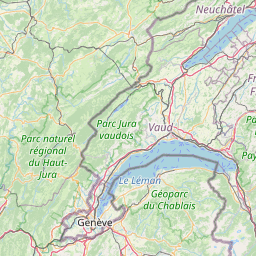 Neuchâtel
Parc Jura
vaudois
Vaud
Parc naturel
régional
du Haut-
Jura
Le Léman
Géoparc
du Chablais
Genève